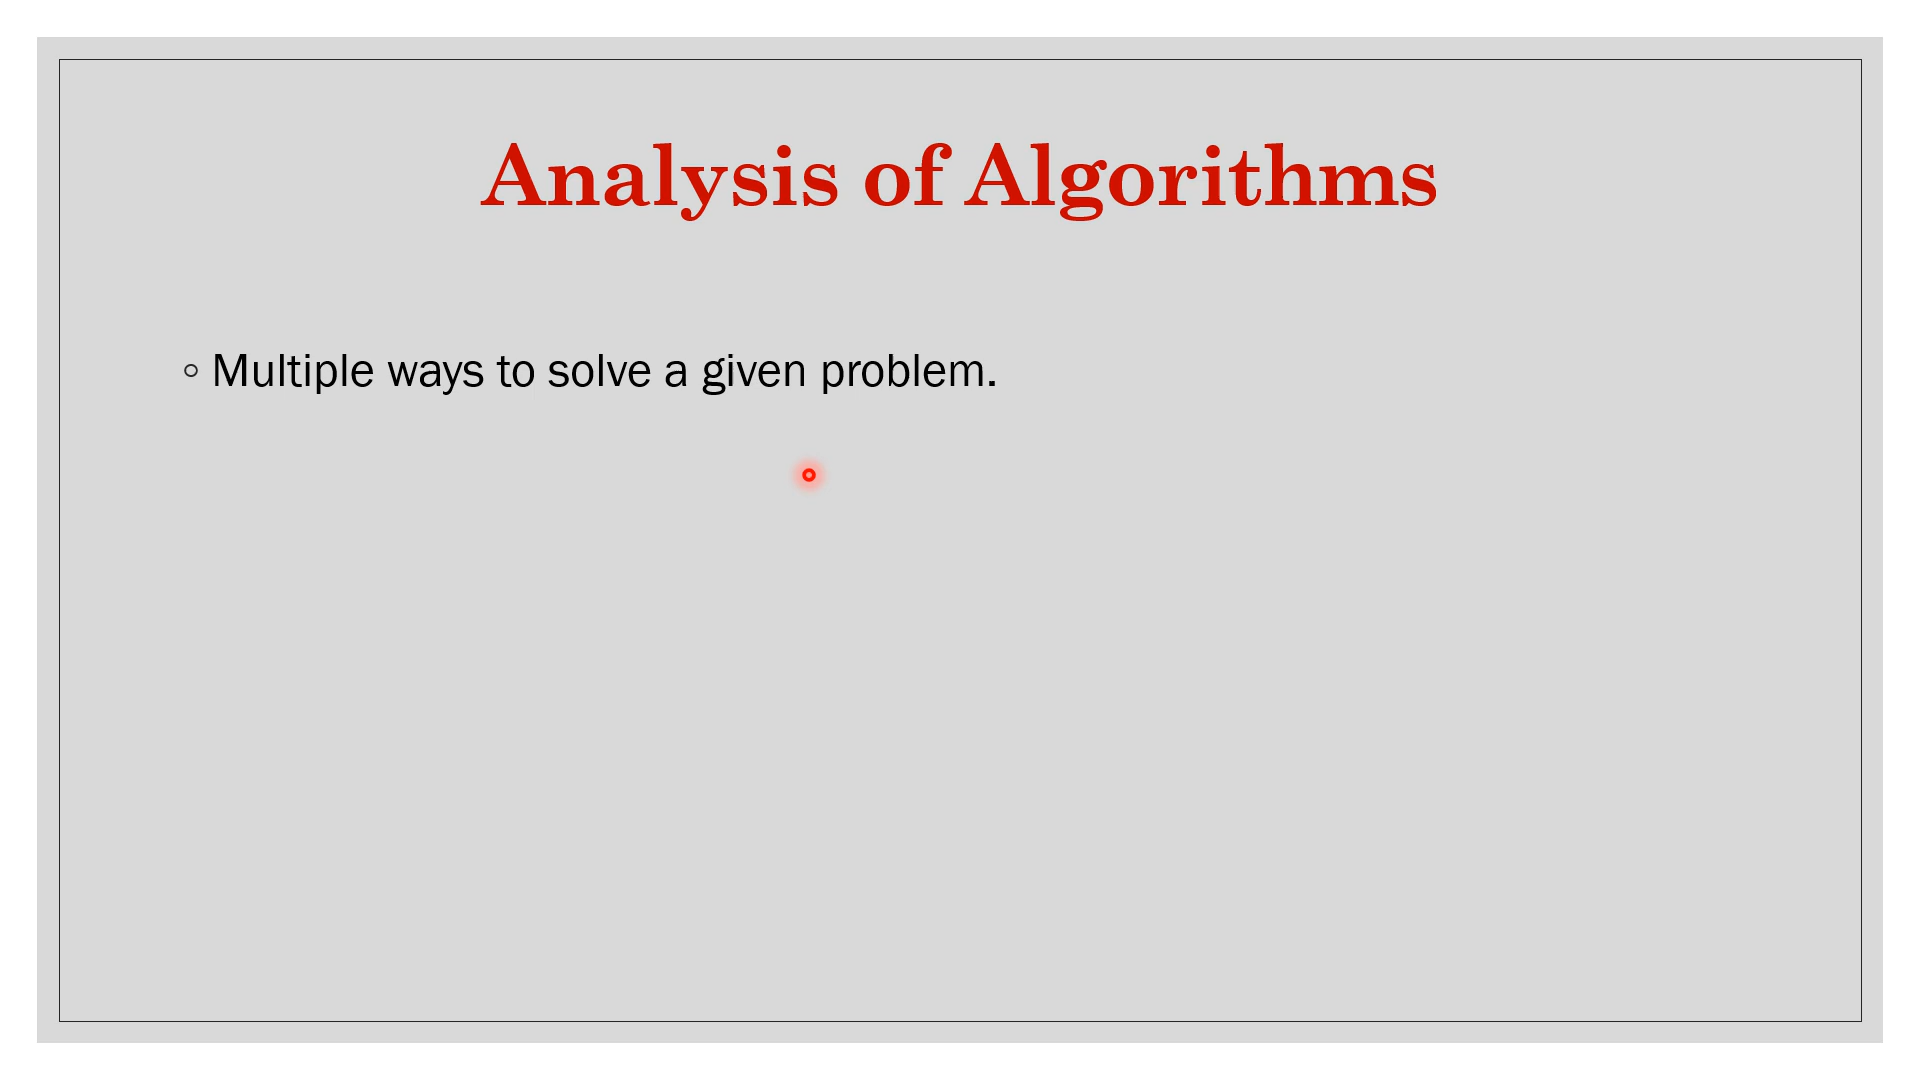 Analysis of Algorithms
◦ Multiple ways to solve a given problem.